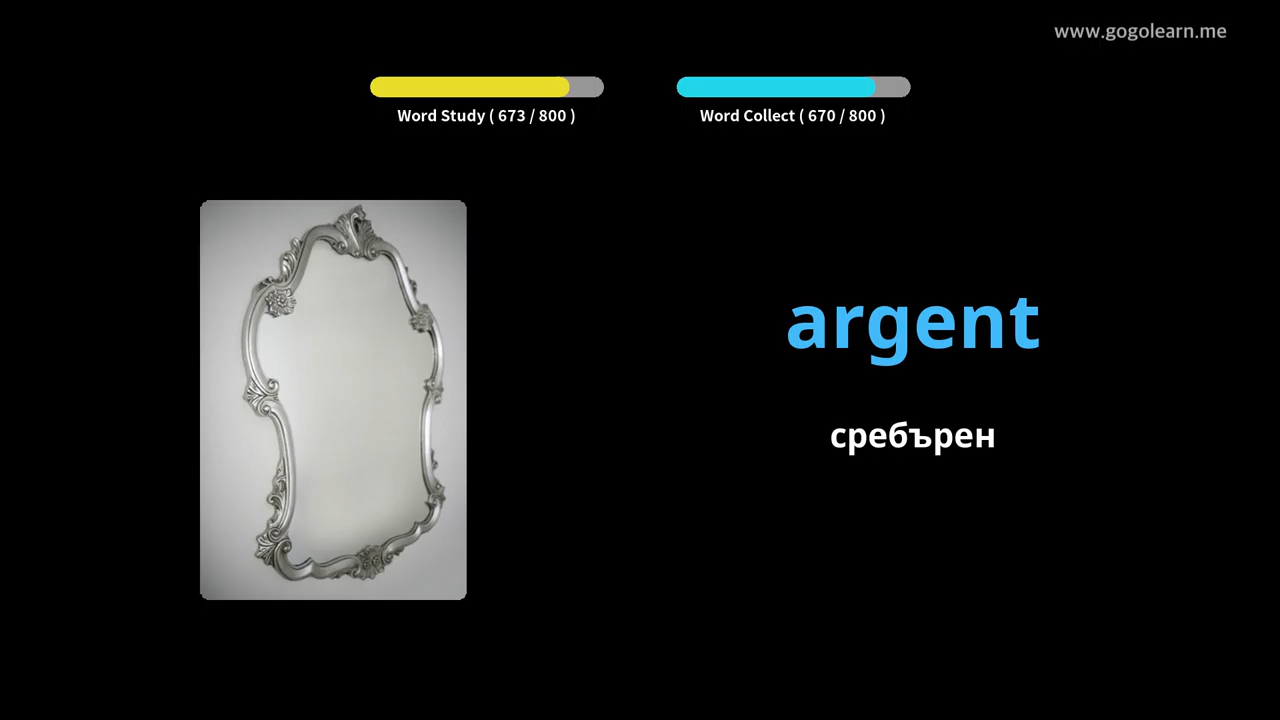 www.gogolearn.me
Word Study ( 673 / 800 )
Word Collect ( 670 / 800 )
argent
сребърен